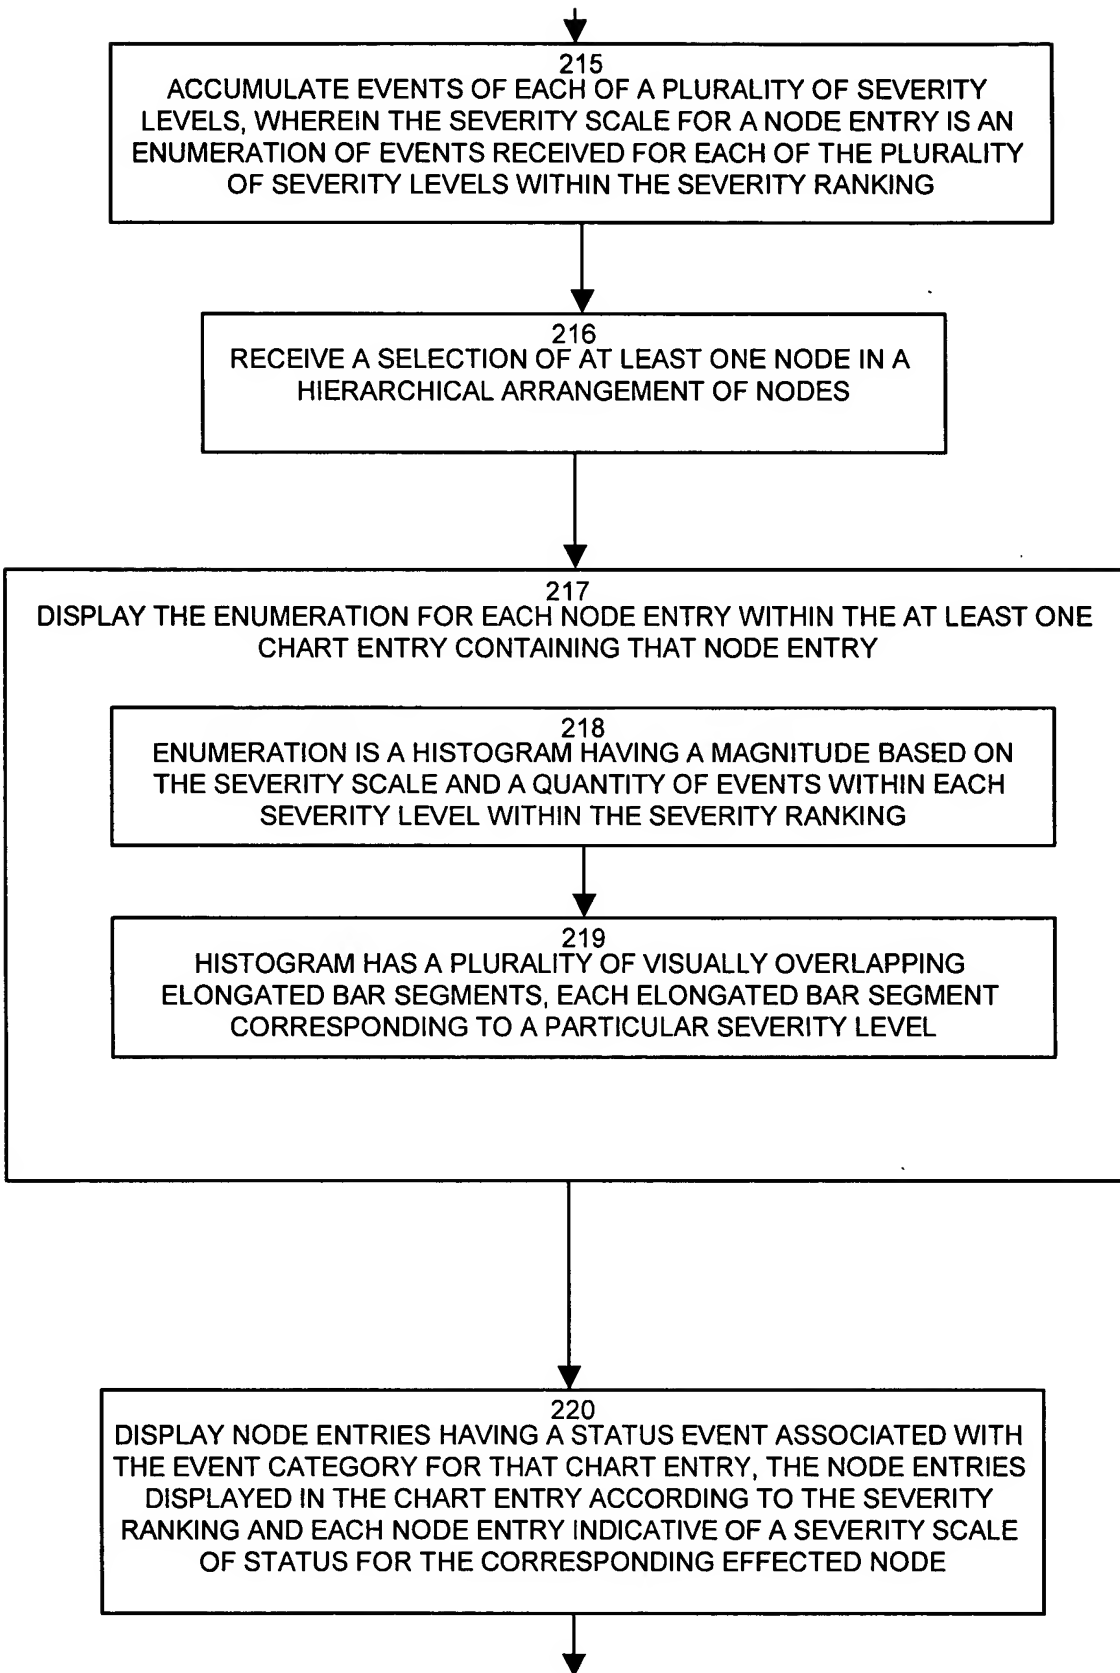 215
ACCUMULATE EVENTS OF EACH OF A PLURALITY OF SEVERITY
LEVELS, WHEREIN THE SEVERITY SCALE FOR A NODE ENTRY IS AN
ENUMERATION OF EVENTS RECEIVED FOR EACH OF THE PLURALITY
OF SEVERITY LEVELS WITHIN THE SEVERITY RANKING
216
RECEIVE A SELECTION OF AT LEAST ONE NODE IN A
HIERARCHICAL ARRANGEMENT OF NODES
217
DISPLAY THE ENUMERATION FOR EACH NODE ENTRY WITHIN THE AT LEAST ONE
CHART ENTRY CONTAINING THAT NODE ENTRY
218
ENUMERATION IS A HISTOGRAM HAVING A MAGNITUDE BASED ON
THE SEVERITY SCALE AND A QUANTITY OF EVENTS WITHIN EACH
SEVERITY LEVEL WITHIN THE SEVERITY RANKING
219
HISTOGRAM HAS A PLURALITY OF VISUALLY OVERLAPPING
ELONGATED BAR SEGMENTS, EACH ELONGATED BAR SEGMENT
CORRESPONDING TO A PARTICULAR SEVERITY LEVEL
220
DISPLAY NODE ENTRIES HAVING A STATUS EVENT ASSOCIATED WITH
THE EVENT CATEGORY FOR THAT CHART ENTRY, THE NODE ENTRIES
DISPLAYED IN THE CHART ENTRY ACCORDING TO THE SEVERITY
RANKING AND EACH NODE ENTRY INDICATIVE OF A SEVERITY SCALE
OF STATUS FOR THE CORRESPONDING EFFECTED NODE